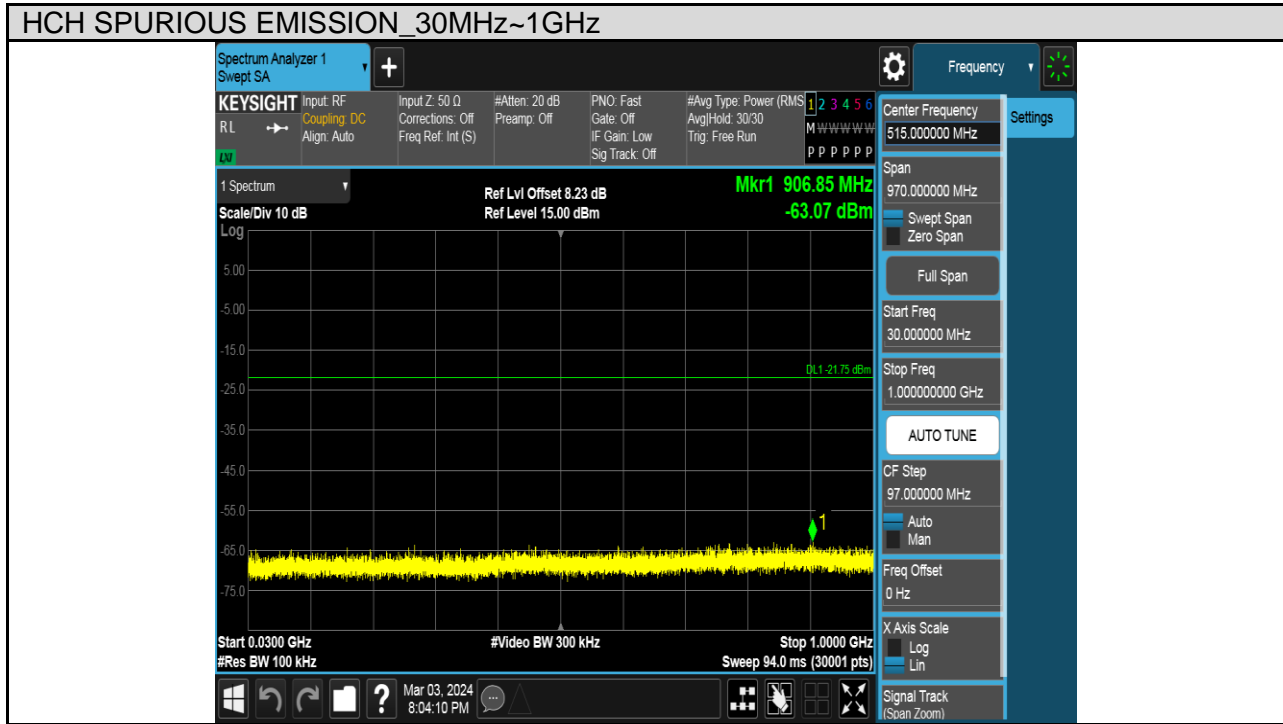 HCH SPURIOUS EMISSION_30MHz~1GHz
Spectrum Analyzer 1
Swept SA
+
Frequency
KEYSIGHT
RL
LXI
Input: RF
Coupling: DC
Align: Auto
Input Z: 50 Ω
Corrections: Off
Freq Ref: Int (S)
#Atten: 20 dB
Preamp: Off
PNO: Fast
Gate: Off
IF Gain: Low
Sig Track: Off
#Avg Type: Power (RMS
Avg|Hold: 30/30
Trig: Free Run
1 2 3 4 5 6
M W W W W W
P P P P P P
1 Spectrum
Scale/Div 10 dB
Ref Lvl Offset 8.23 dB
Ref Level 15.00 dBm
Mkr1 906.85 MHz
-63.07 dBm
Log
5.00
-5.00
-15.0
DL1 -21.75 dBm
-25.0
-35.0
-45.0
-55.0
1
-65.0
-75.0
Start 0.0300 GHz
#Video BW 300 kHz
Stop 1.0000 GHz
#Res BW 100 kHz
Sweep 94.0 ms (30001 pts)
?
Mar 03, 2024
8:04:10 PM
Center Frequency
515.000000 MHz
Settings
Span
970.000000 MHz
Swept Span
Zero Span
Full Span
Start Freq
30.000000 MHz
Stop Freq
1.000000000 GHz
AUTO TUNE
CF Step
97.000000 MHz
Auto
Man
Freq Offset
0 Hz
X Axis Scale
Log
Lin
Signal Track
(Span Zoom)